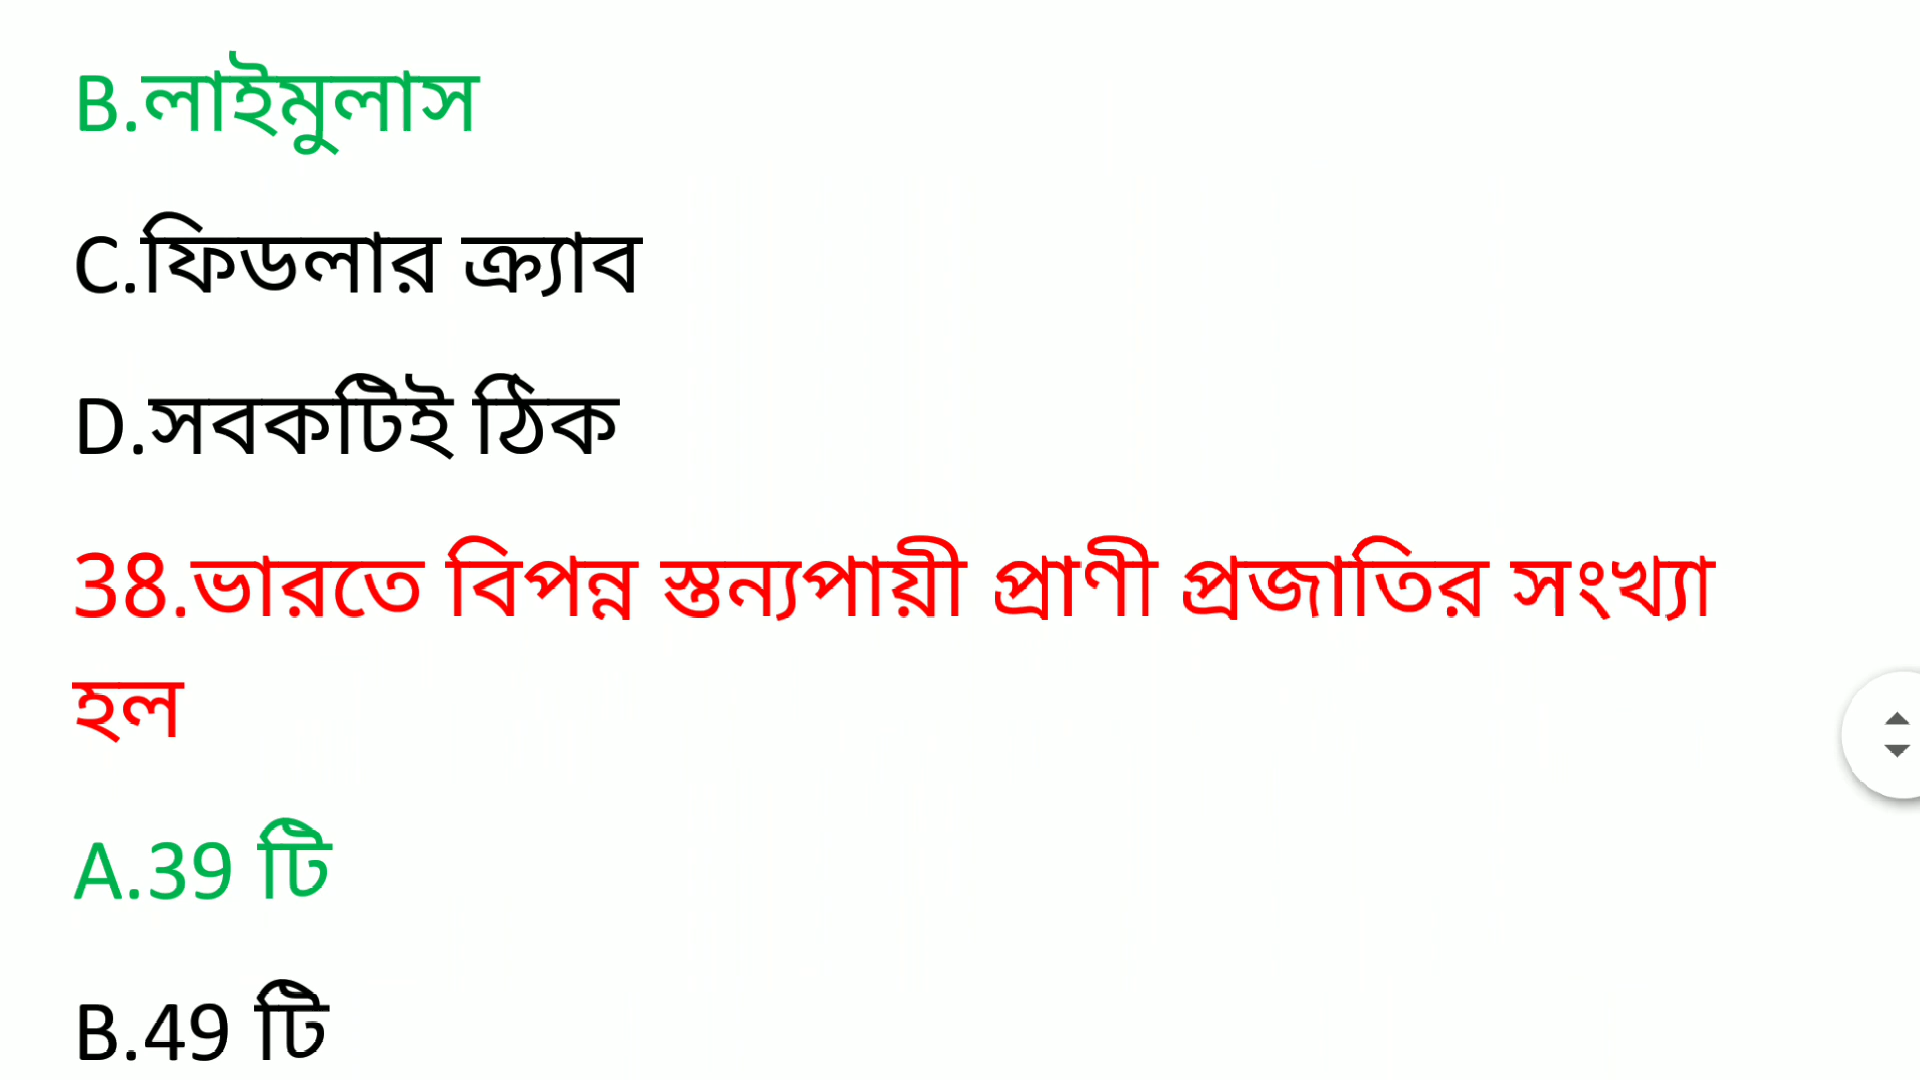 B.লাইমুলাস
C.ফিডলার ক্র্যাব
D.সবকটিই ঠিক
38.ভারতে বিপন্ন স্তন্যপায়ী প্রাণী প্রজাতির সংখ্যা
হল
A.39 টি
B.49 টি